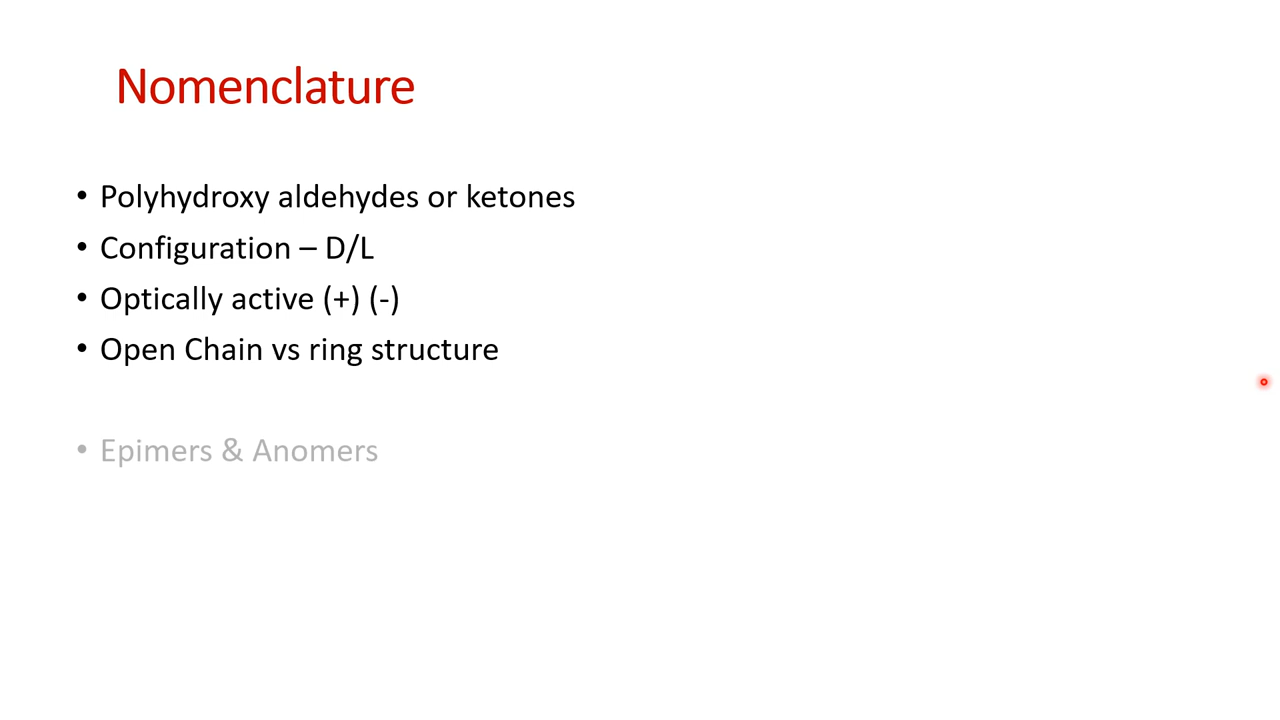 Nomenclature
• Polyhydroxy aldehydes or ketones
• Configuration – D/L
• Optically active (+) (-)
• Open Chain vs ring structure
• Epimers & Anomers